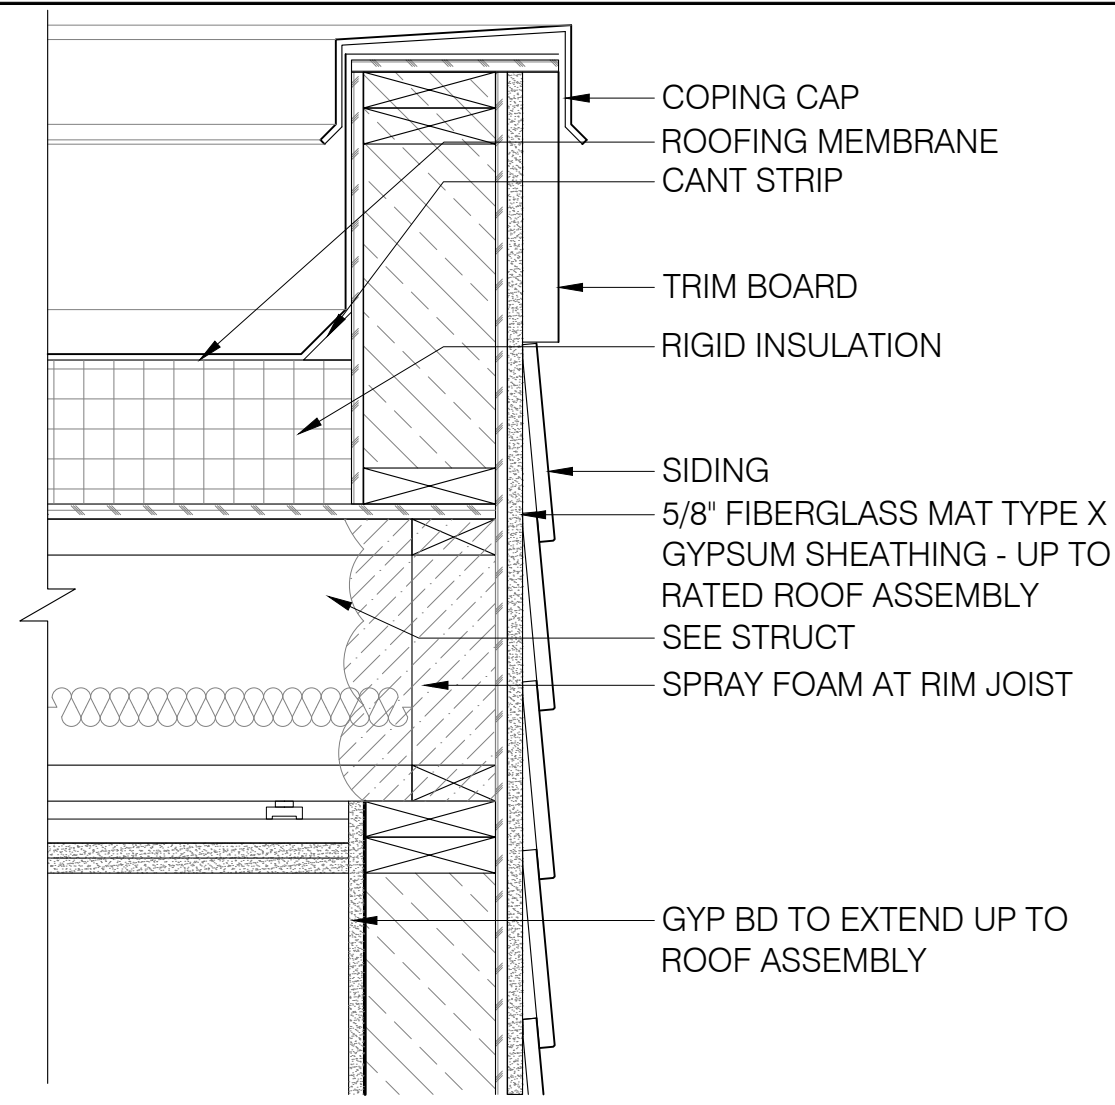 COPING CAP
ROOFING MEMBRANE
CANT STRIP
TRIM BOARD
RIGID INSULATION
SIDING
5/8" FIBERGLASS MAT TYPE X
GYPSUM SHEATHING - UP TO
RATED ROOF ASSEMBLY
SEE STRUCT
SPRAY FOAM AT RIM JOIST
GYP BD TO EXTEND UP TO
ROOF ASSEMBLY